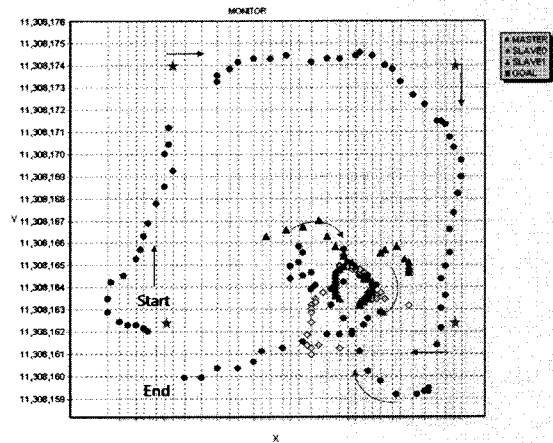 MONITOR
11,308,176
11,308,175
11,308,174
11,308,173
11,308,172
11,308,171
11,308,170
11,308,169
11,308,168
11,308,167
11,308,166
11,308,165
11,308,164
11,308,163
11,308,162
11,308,161
11,308,160
11,308,159
Y
X
MASTER
SLAVE0
SLAVE1
GOAL
Start
End